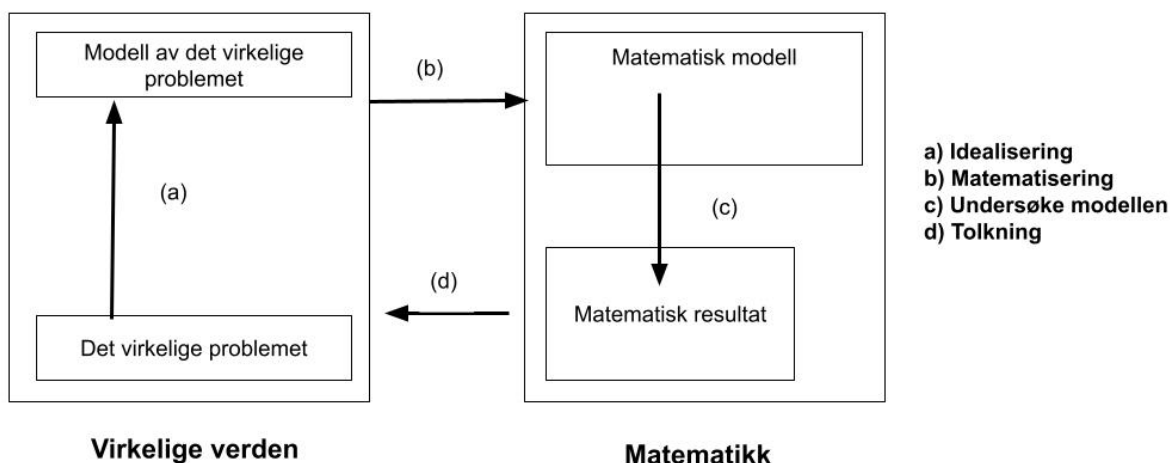 Modell av det virkelige
problemet
(b)
Matematisk modell
(a)
(c)
a) Idealisering
b) Matematisering
c) Undersøke modellen
d) Tolkning
(d)
Det virkelige problemet
Matematisk resultat
Virkelige verden
Matematikk